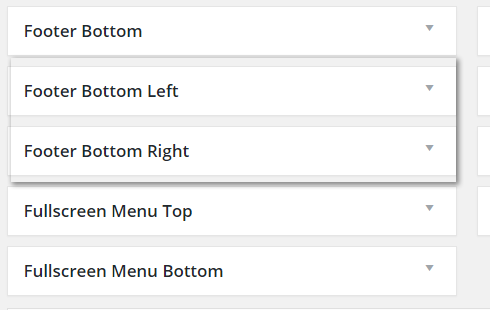 Footer Bottom
Footer Bottom Left
Footer Bottom Right
Fullscreen Menu Top
Fullscreen Menu Bottom